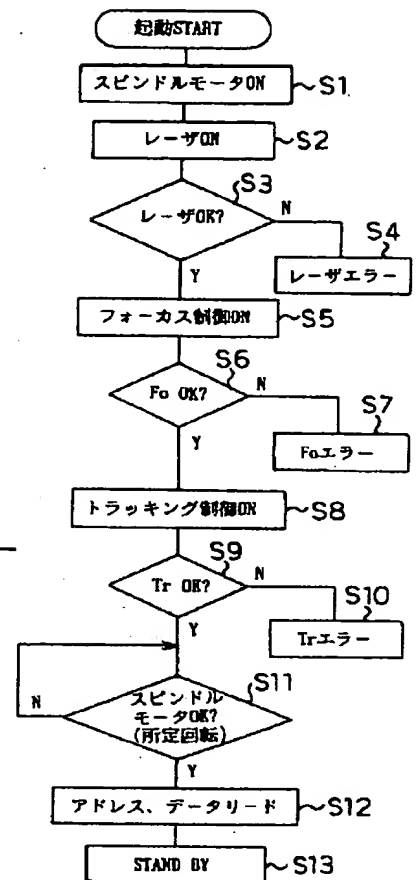 起動START
スピンドルモータON
S1
レーザON
S2
レーザOK?
S3
N
Y
S4
レーザエラー
フォーカス制御ON
S5
Fo OK?
S6
N
Y
S7
Foエラー
トラッキング制御ON
S8
Tr OK?
S9
N
Y
S10
Trエラー
スピンドル
モータOK?
(所定回転)
S11
N
Y
アドレス、データリード
S12
STAND BY
S13